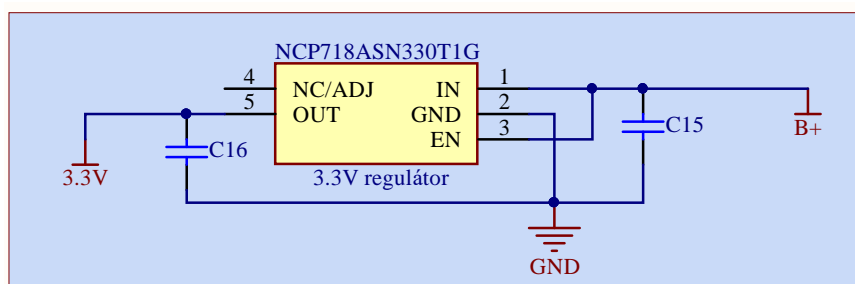 NCP718ASN330T1G
4 NC/ADJ IN 1
5 OUT GND 2
EN 3
C16
C15
B+
3.3V
3.3V regulátor
GND